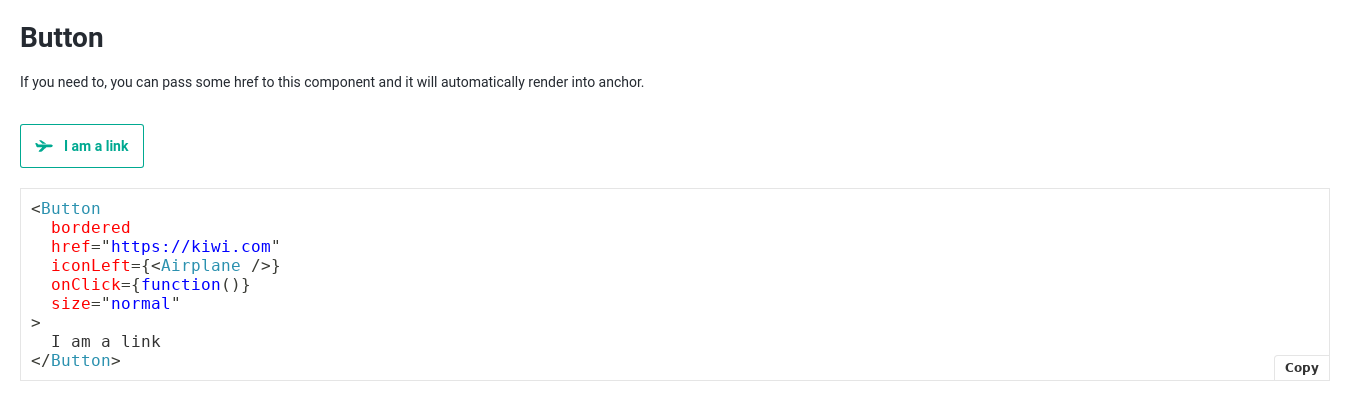 Button
If you need to, you can pass some href to this component and it will automatically render into anchor.
I am a link
<Button
  bordered
  href="https://kiwi.com"
  iconLeft={<Airplane />}
  onClick={function()}
  size="normal"
>
  I am a link
</Button>
Copy